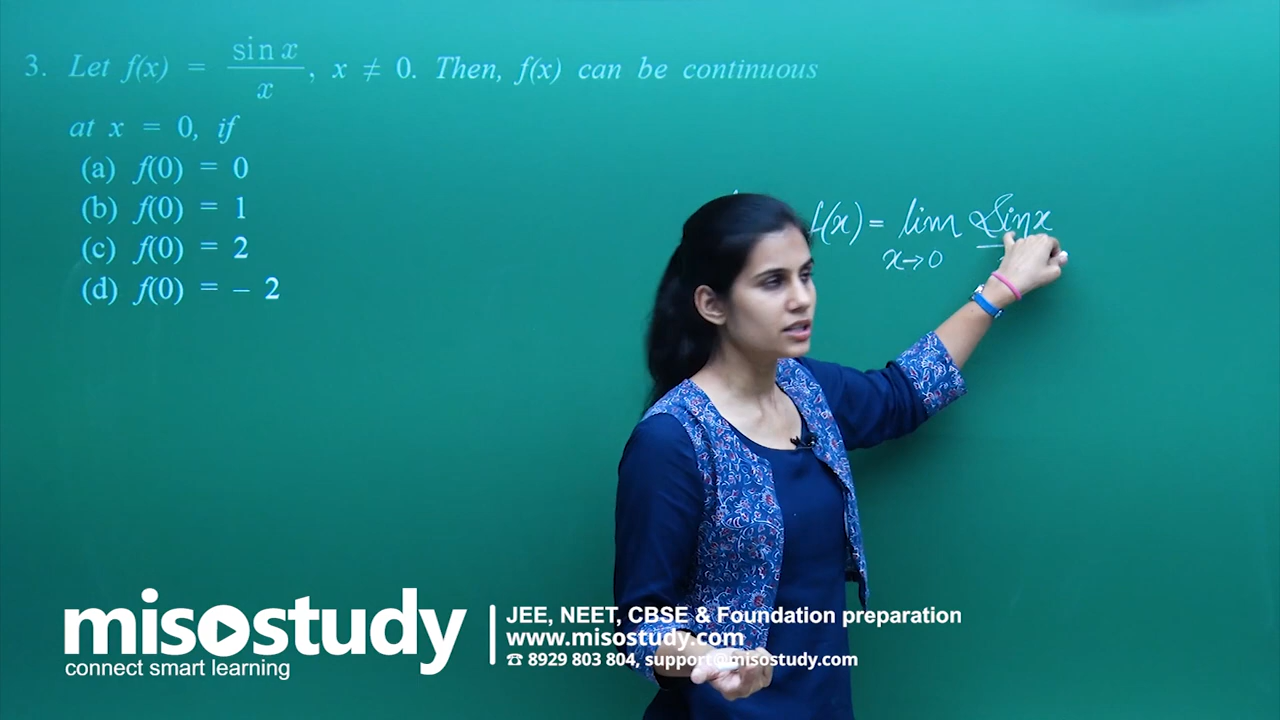 3. Let f(x) = sin x / x, x ≠ 0. Then, f(x) can be continuous
at x = 0, if
(a) f(0) = 0
(b) f(0) = 1
(c) f(0) = 2
(d) f(0) = – 2
f(x) = lim Sinx
x→0
misostudy
connect smart learning
JEE, NEET, CBSE & Foundation preparation
www.misostudy.com
☎ 8929 803 804, support@misostudy.com